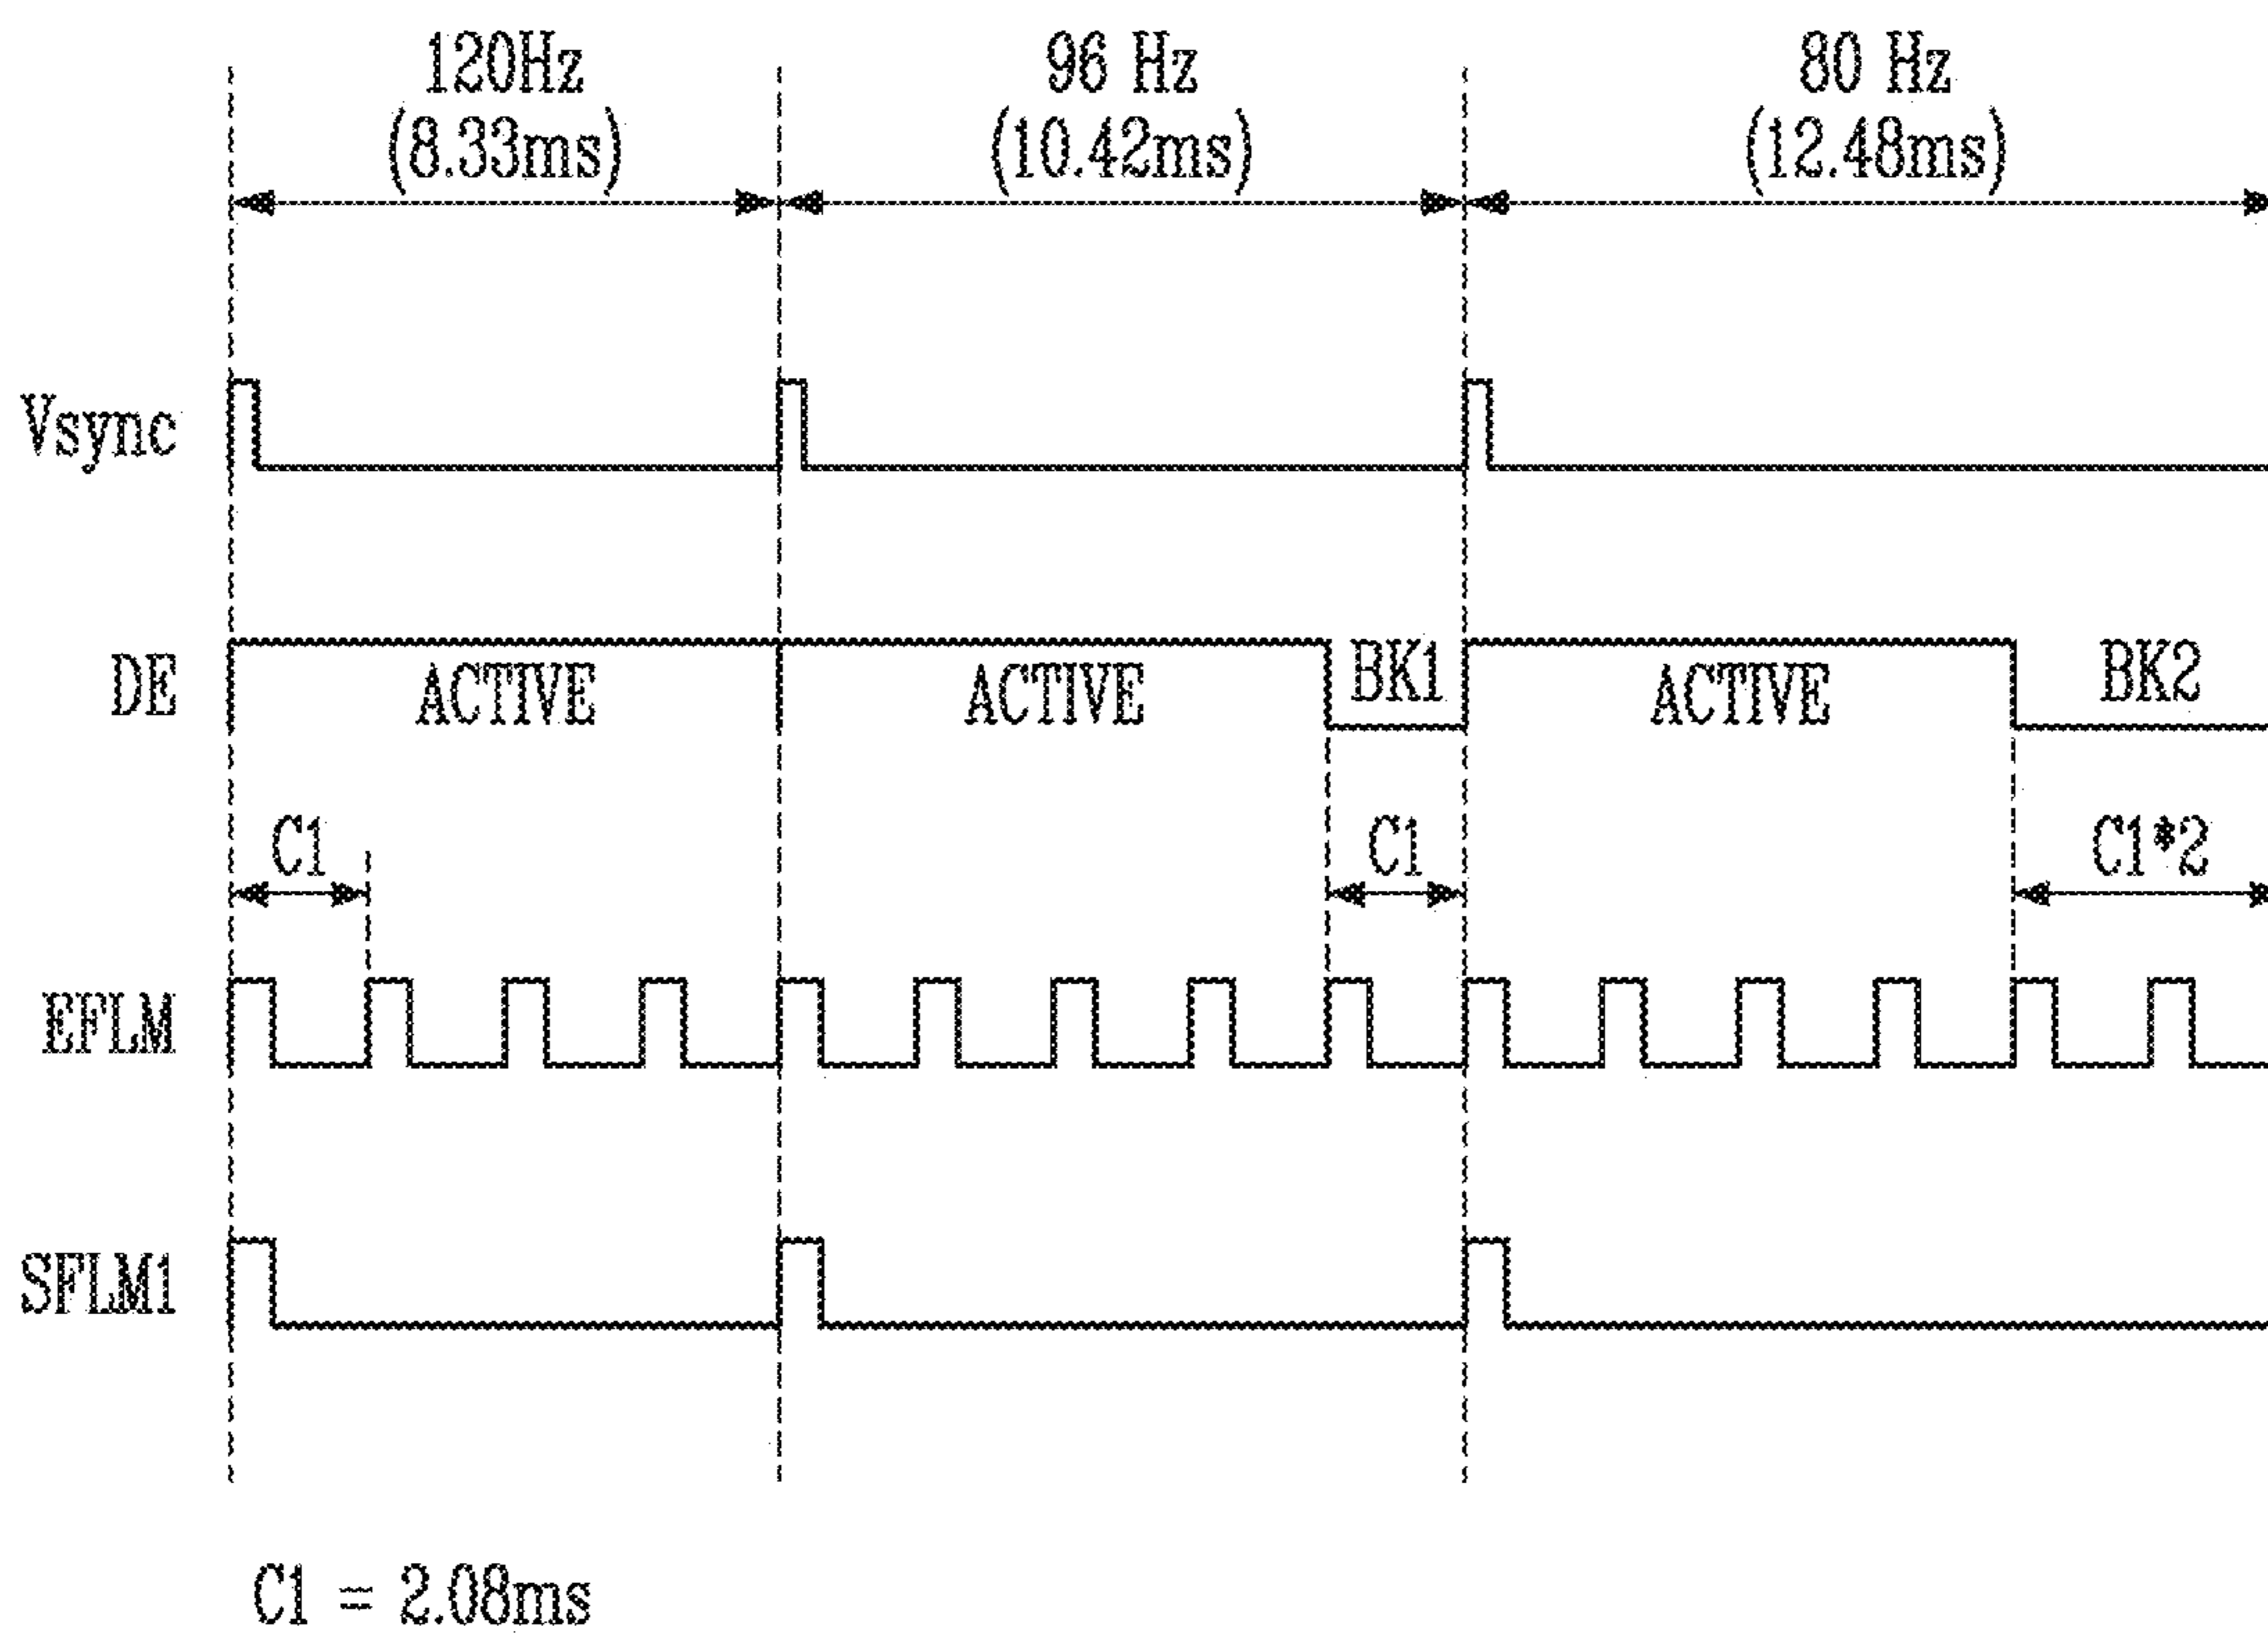 120Hz
(8.33ms)
96 Hz
(10.42ms)
80 Hz
(12.48ms)
Vsync
DE
ACTIVE
ACTIVE
BK1
ACTIVE
BK2
C1
C1
C1*2
EFLM
SFLM1
C1 = 2.08ms